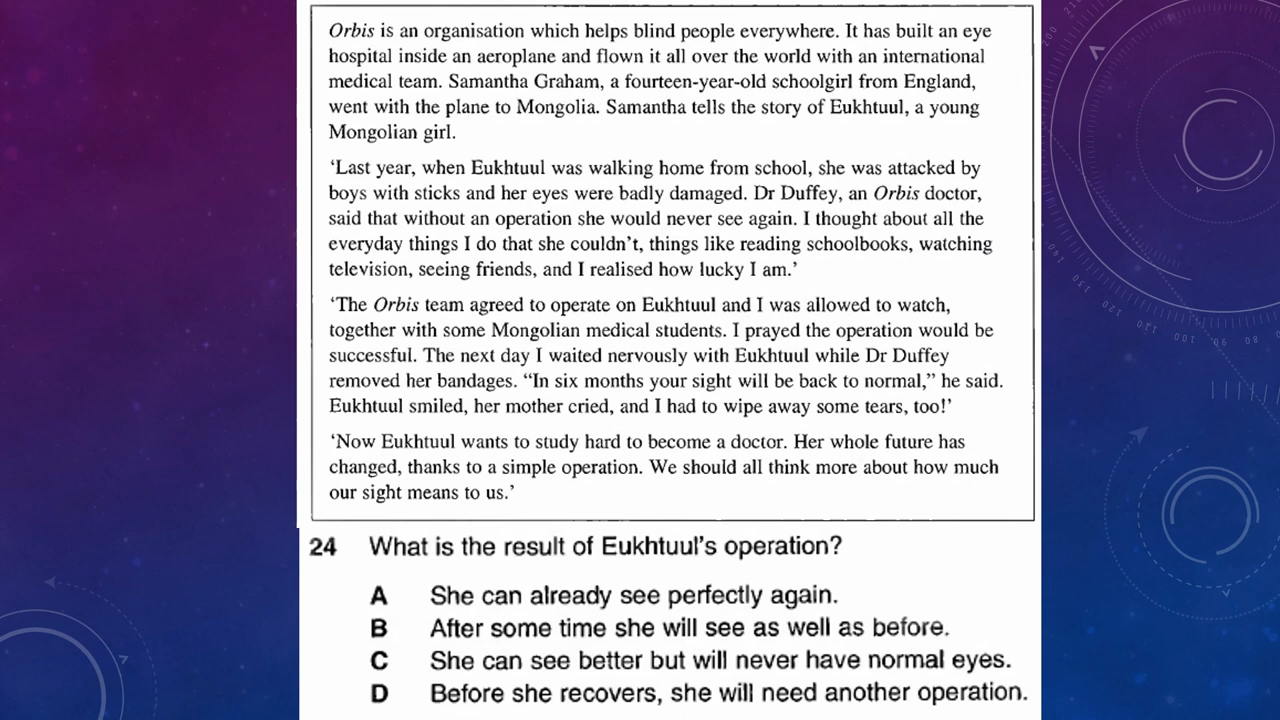 Orbis is an organisation which helps blind people everywhere. It has built an eye
hospital inside an aeroplane and flown it all over the world with an international
medical team. Samantha Graham, a fourteen-year-old schoolgirl from England,
went with the plane to Mongolia. Samantha tells the story of Eukhtuul, a young
Mongolian girl.
‘Last year, when Eukhtuul was walking home from school, she was attacked by
boys with sticks and her eyes were badly damaged. Dr Duffey, an Orbis doctor,
said that without an operation she would never see again. I thought about all the
everyday things I do that she couldn’t, things like reading schoolbooks, watching
television, seeing friends, and I realised how lucky I am.’
‘The Orbis team agreed to operate on Eukhtuul and I was allowed to watch,
together with some Mongolian medical students. I prayed the operation would be
successful. The next day I waited nervously with Eukhtuul while Dr Duffey
removed her bandages. “In six months your sight will be back to normal,” he said.
Eukhtuul smiled, her mother cried, and I had to wipe away some tears, too!’
‘Now Eukhtuul wants to study hard to become a doctor. Her whole future has
changed, thanks to a simple operation. We should all think more about how much
our sight means to us.’
24 What is the result of Eukhtuul’s operation?
A She can already see perfectly again.
B After some time she will see as well as before.
C She can see better but will never have normal eyes.
D Before she recovers, she will need another operation.